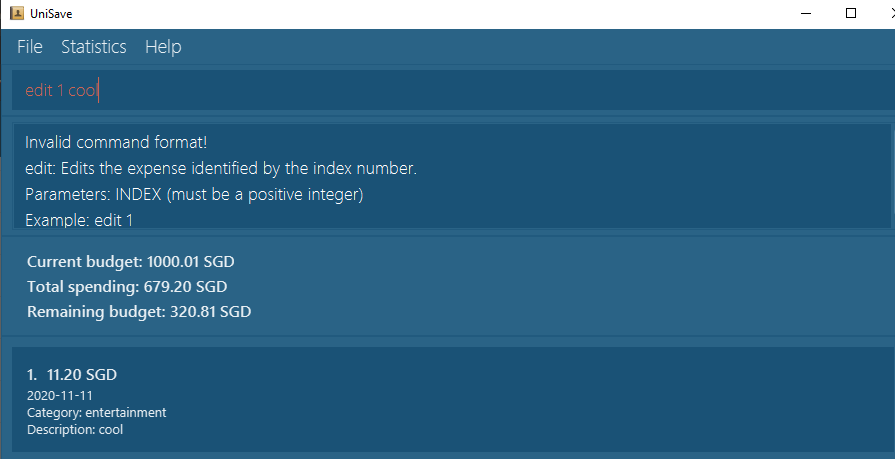 UniSave
File Statistics Help
edit 1 cool
Invalid command format!
edit: Edits the expense identified by the index number.
Parameters: INDEX (must be a positive integer)
Example: edit 1
Current budget: 1000.01 SGD
Total spending: 679.20 SGD
Remaining budget: 320.81 SGD
1. 11.20 SGD
2020-11-11
Category: entertainment
Description: cool